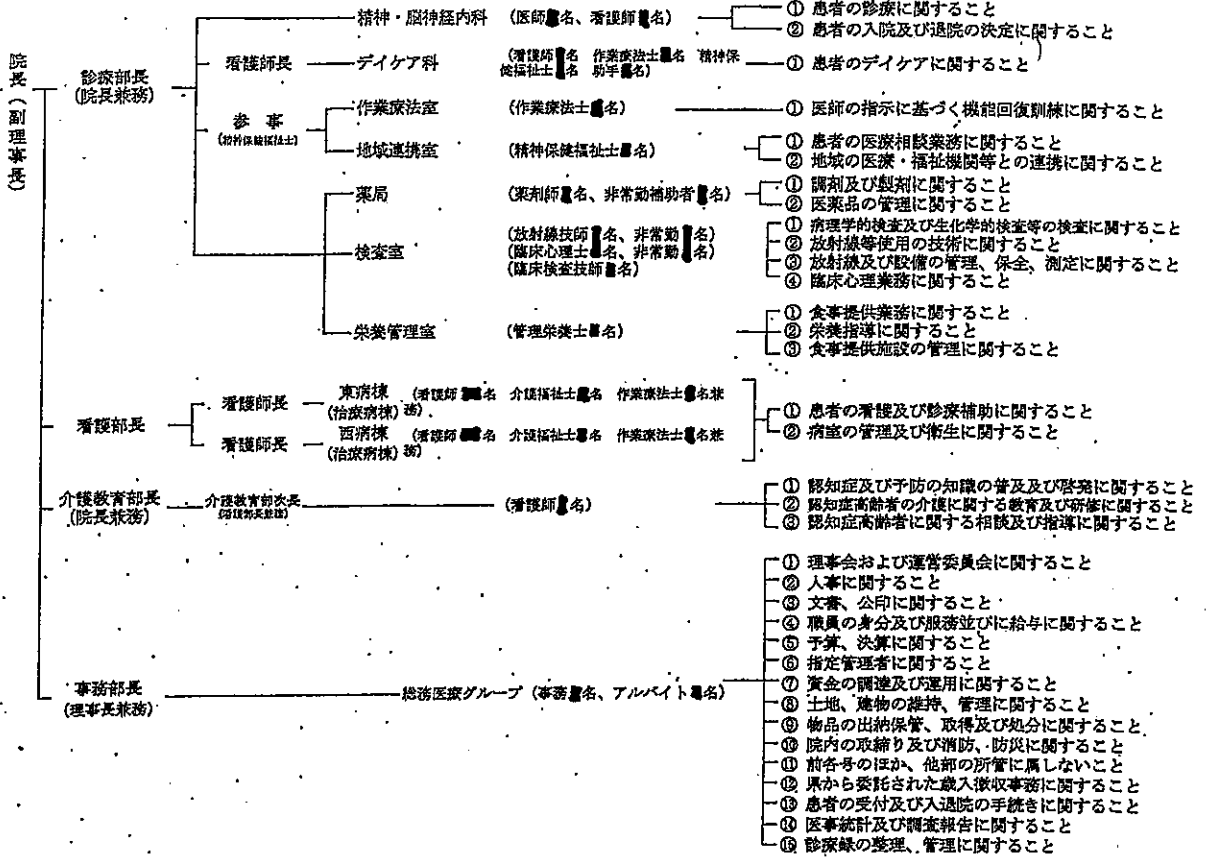 院長（副理事長）
診療部長
(院長兼務)
精神・脳神経内科 (医師名、看護師名)
① 患者の診療に関すること
② 患者の入院及び退院の決定に関すること
看護師長
デイケア科
(看護師名 作業療法士名 精神保
健福祉士名 助手名)
① 患者のデイケアに関すること
参事
(精神保健福祉士)
作業療法室 (作業療法士名)
① 医師の指示に基づく機能回復訓練に関すること
地域連携室 (精神保健福祉士名)
① 患者の医療相談業務に関すること
② 地域の医療・福祉機関等との連携に関すること
薬局 (薬剤師名、非常勤補助者名)
① 調剤及び製剤に関すること
② 医薬品の管理に関すること
検査室
(放射線技師名、非常勤名)
(臨床心理士名、非常勤名)
(臨床検査技師名)
① 病理学的検査及び生化学的検査等の検査に関すること
② 放射線等使用の技術に関すること
③ 放射線及び設備の管理、保全、測定に関すること
④ 臨床心理業務に関すること
栄養管理室 (管理栄養士名)
① 食事提供業務に関すること
② 栄養指導に関すること
③ 食事提供施設の管理に関すること
看護部長
看護師長
東病棟 (看護師名 介護福祉士名 作業療法士名兼
(治療病棟) 務)
看護師長
西病棟 (看護師名 介護福祉士名 作業療法士名兼
(治療病棟) 務)
① 患者の看護及び診療補助に関すること
② 病室の管理及び衛生に関すること
介護教育部長
(院長兼務)
介護教育部次長
(看護部長兼務)
(看護師名)
① 認知症及び予防の知識の普及及び啓発に関すること
② 認知症高齢者の介護に関する教育及び研修に関すること
③ 認知症高齢者に関する相談及び指導に関すること
事務部長
(理事長兼務)
総務医療グループ (事務名、アルバイト名)
① 理事会および運営委員会に関すること
② 人事に関すること
③ 文書、公印に関すること
④ 職員の身分及び服務並びに給与に関すること
⑤ 予算、決算に関すること
⑥ 指定管理者に関すること
⑦ 資金の調達及び運用に関すること
⑧ 土地、建物の維持、管理に関すること
⑨ 物品の出納保管、取得及び処分に関すること
⑩ 院内の取締り及び消防、防災に関すること
⑪ 前各号のほか、他部の所管に属しないこと
⑫ 県から委託された歳入徴収事務に関すること
⑬ 患者の受付及び入退院の手続きに関すること
⑭ 医事統計及び調査報告に関すること
⑮ 診療録の整理、管理に関すること